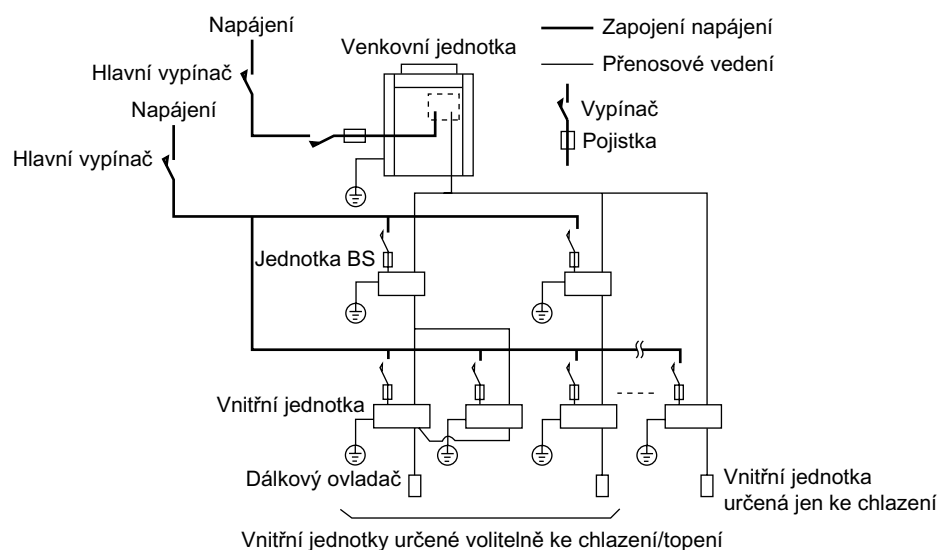 Napájení
Venkovní jednotka
Zapojení napájení
Hlavní vypínač
Přenosové vedení
Napájení
Vypínač
Pojistka
Hlavní vypínač
Jednotka BS
Vnitřní jednotka
Dálkový ovladač
Vnitřní jednotka
určená jen ke chlazení
Vnitřní jednotky určené volitelně ke chlazení/topení